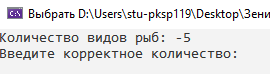 Выбрать D:\Users\stu-pksp119\Desktop\Зени
Количество видов рыб: -5
Введите корректное количество: